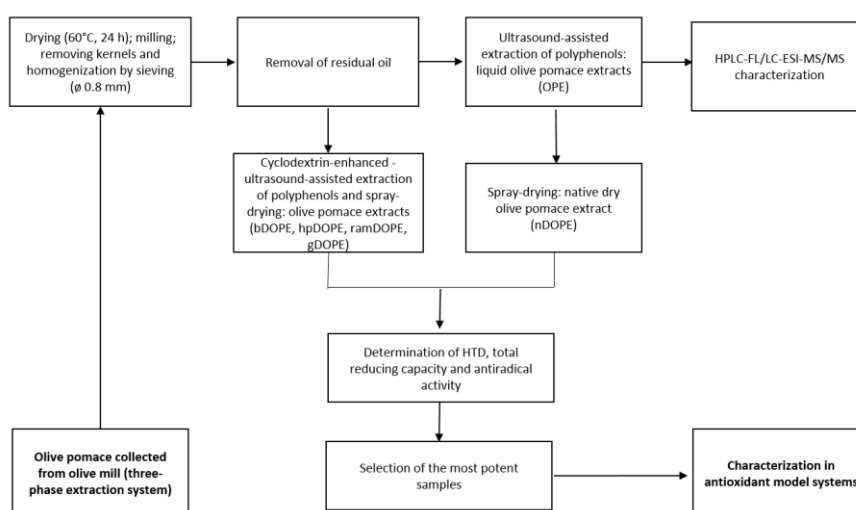 Drying (60°C, 24 h); milling;
removing kernels and
homogenization by sieving
(ø 0.8 mm)
Removal of residual oil
Ultrasound-assisted
extraction of polyphenols:
liquid olive pomace extracts
(OPE)
HPLC-FL/LC-ESI-MS/MS
characterization
Cyclodextrin-enhanced -
ultrasound-assisted extraction
of polyphenols and spray-
drying: olive pomace extracts
(bDOPE, hpDOPE, ramDOPE,
gDOPE)
Spray-drying: native dry
olive pomace extract
(nDOPE)
Determination of HTD, total
reducing capacity and antiradical
activity
Olive pomace collected
from olive mill (three-
phase extraction system)
Selection of the most potent
samples
Characterization in
antioxidant model systems